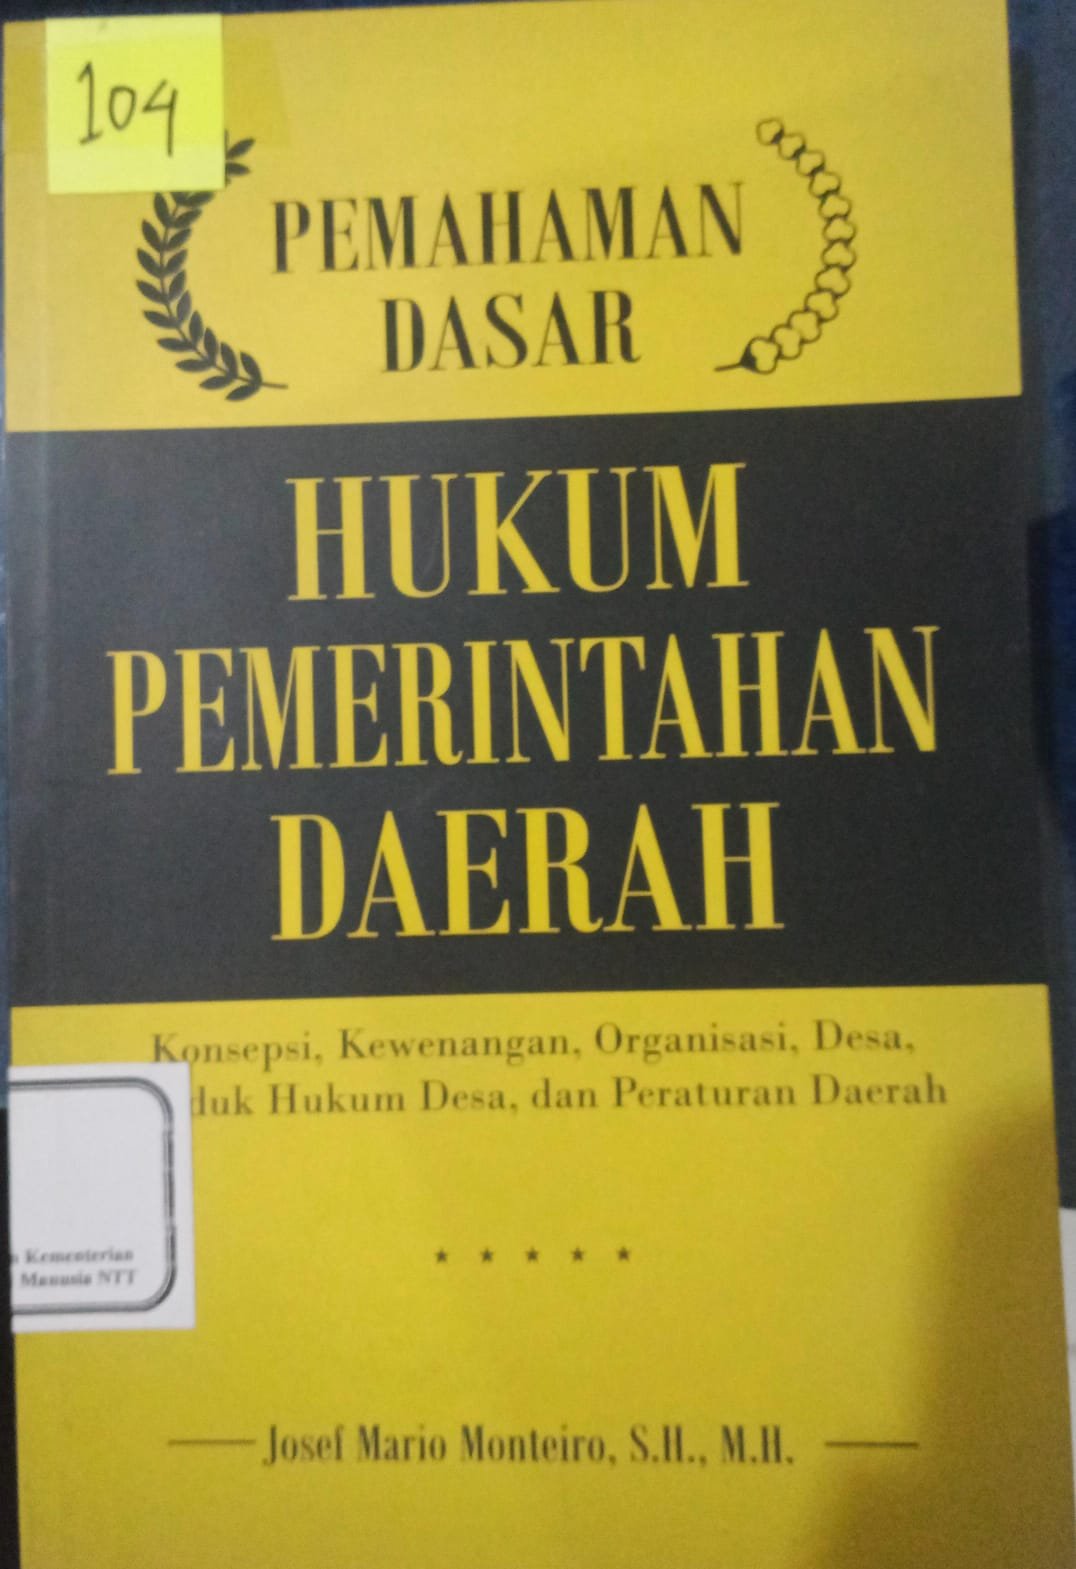 104
PEMAHAMAN
DASAR
HUKUM
PEMERINTAHAN
DAERAH
Konsepsi, Kewenangan, Organisasi, Desa,
duk Hukum Desa, dan Peraturan Daerah
n Kementerian
Manusia NTT
Josef Mario Monteiro, S.H., M.H.